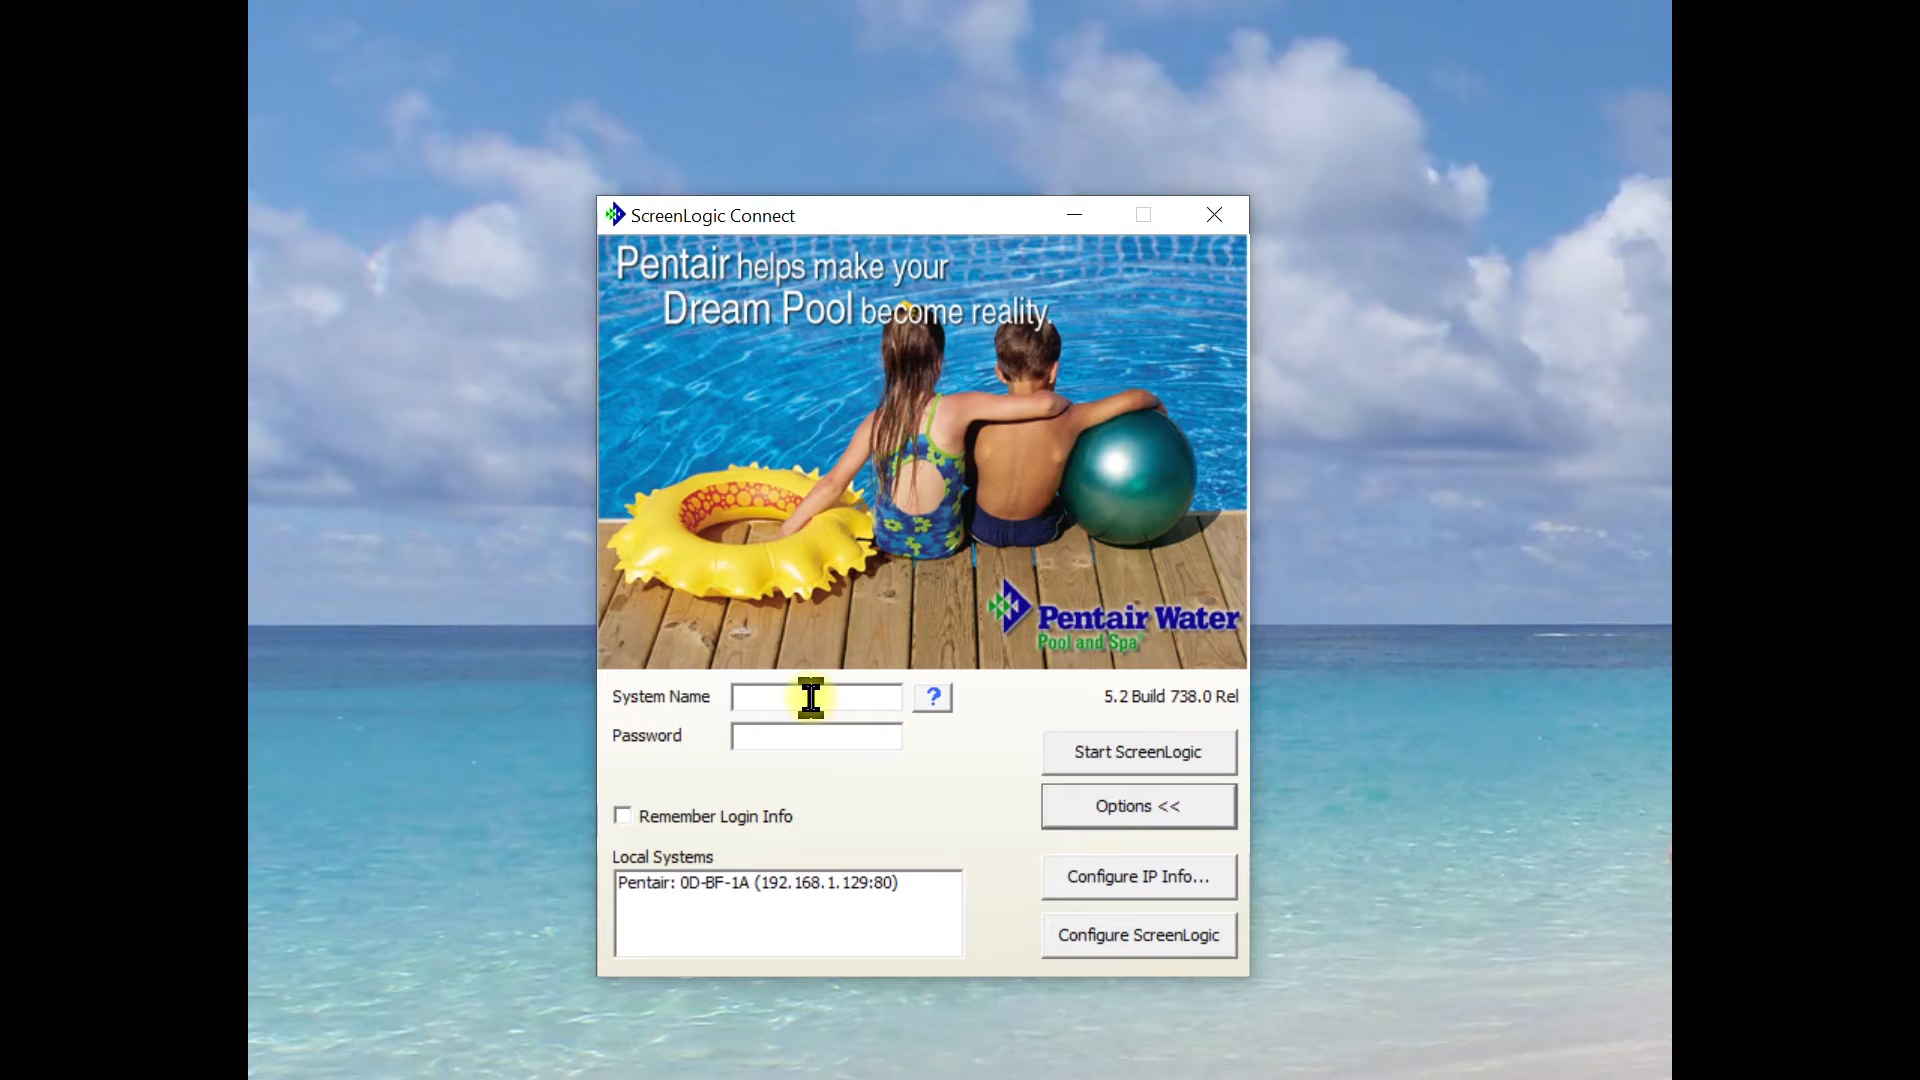 ScreenLogic Connect
Pentair helps make your
Dream Pool become reality.
Pentair Water
Pool and Spa
System Name
?
5.2 Build 738.0 Rel
Password
Start ScreenLogic
Options <<
Remember Login Info
Local Systems
Pentair: 0D-BF-1A (192.168.1.129:80)
Configure IP Info...
Configure ScreenLogic